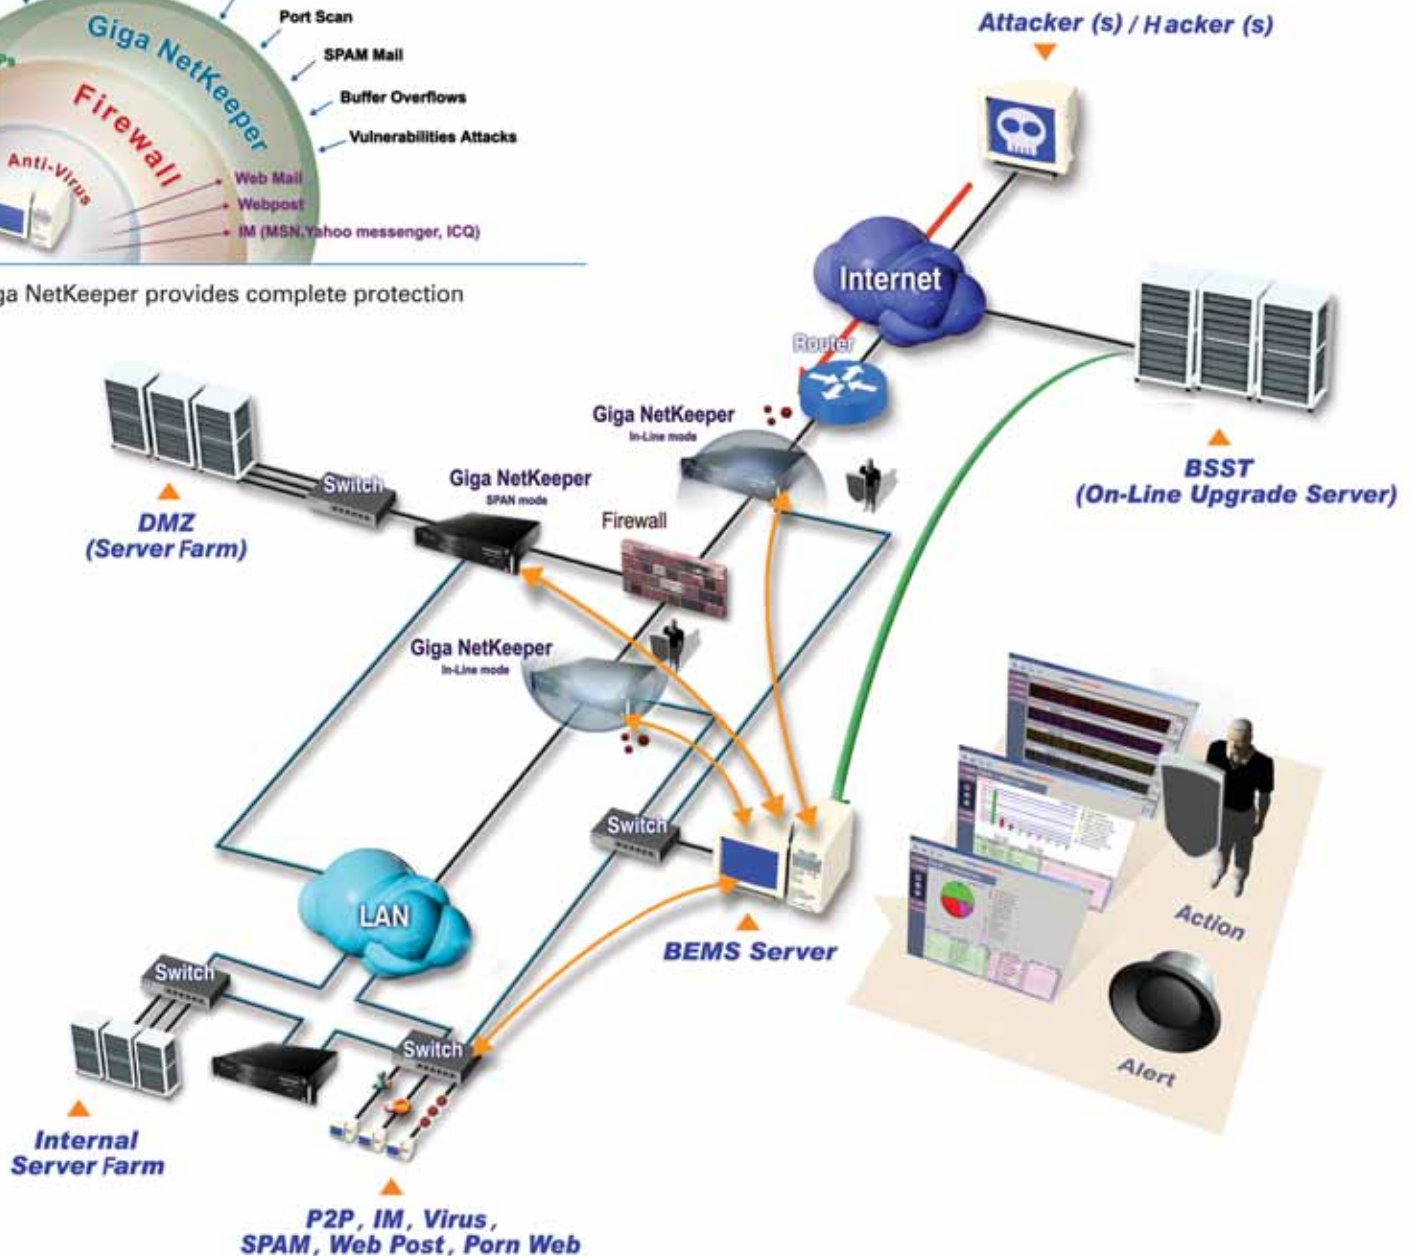 Port Scan
SPAM Mail
Buffer Overflows
Vulnerabilities Attacks
Giga NetKeeper
Firewall
Anti-Virus
Web Mail
Webpost
IM (MSN,Yahoo messenger, ICQ)
ga NetKeeper provides complete protection
Attacker (s) / Hacker (s)
Internet
Router
BSST
(On-Line Upgrade Server)
Giga NetKeeper
In-Line mode
Giga NetKeeper
SPAN mode
Switch
DMZ
(Server Farm)
Firewall
Giga NetKeeper
In-Line mode
Switch
BEMS Server
LAN
Action
Alert
Switch
Switch
Internal
Server Farm
P2P, IM, Virus,
SPAM, Web Post, Porn Web